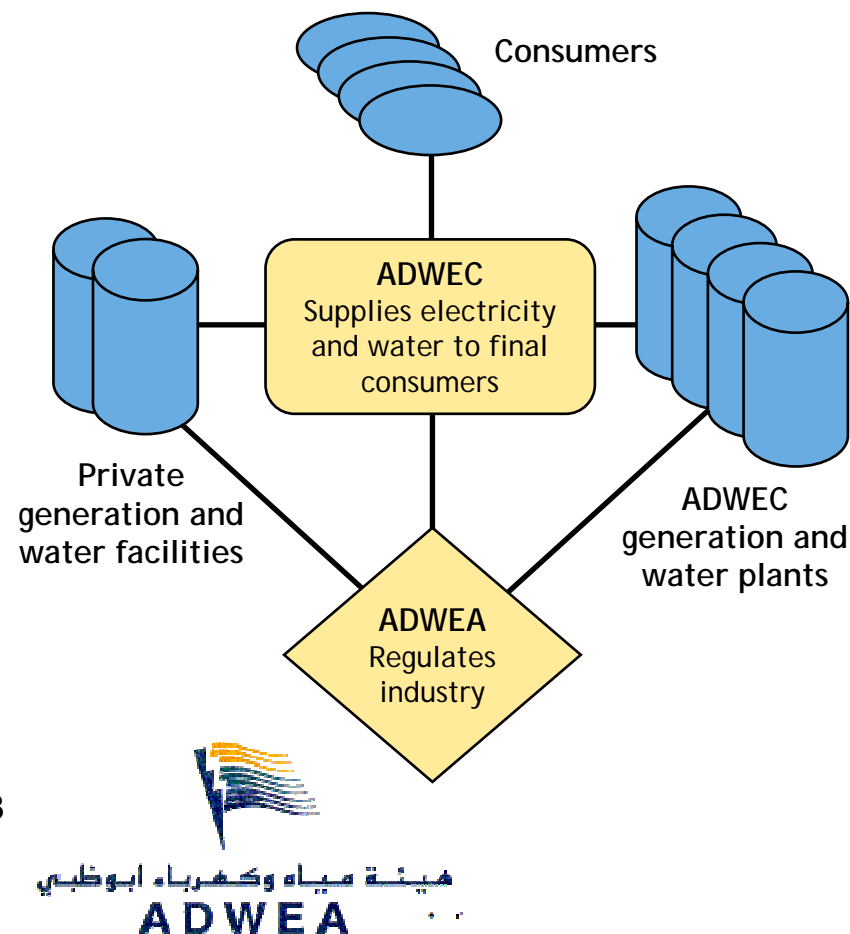 Consumers
ADWEC
Supplies electricity
and water to final
consumers
Private
generation and
water facilities
ADWEC
generation and
water plants
ADWEA
Regulates
industry
3
هيئة مياه وكهرباء ابوظبي
ADWEA